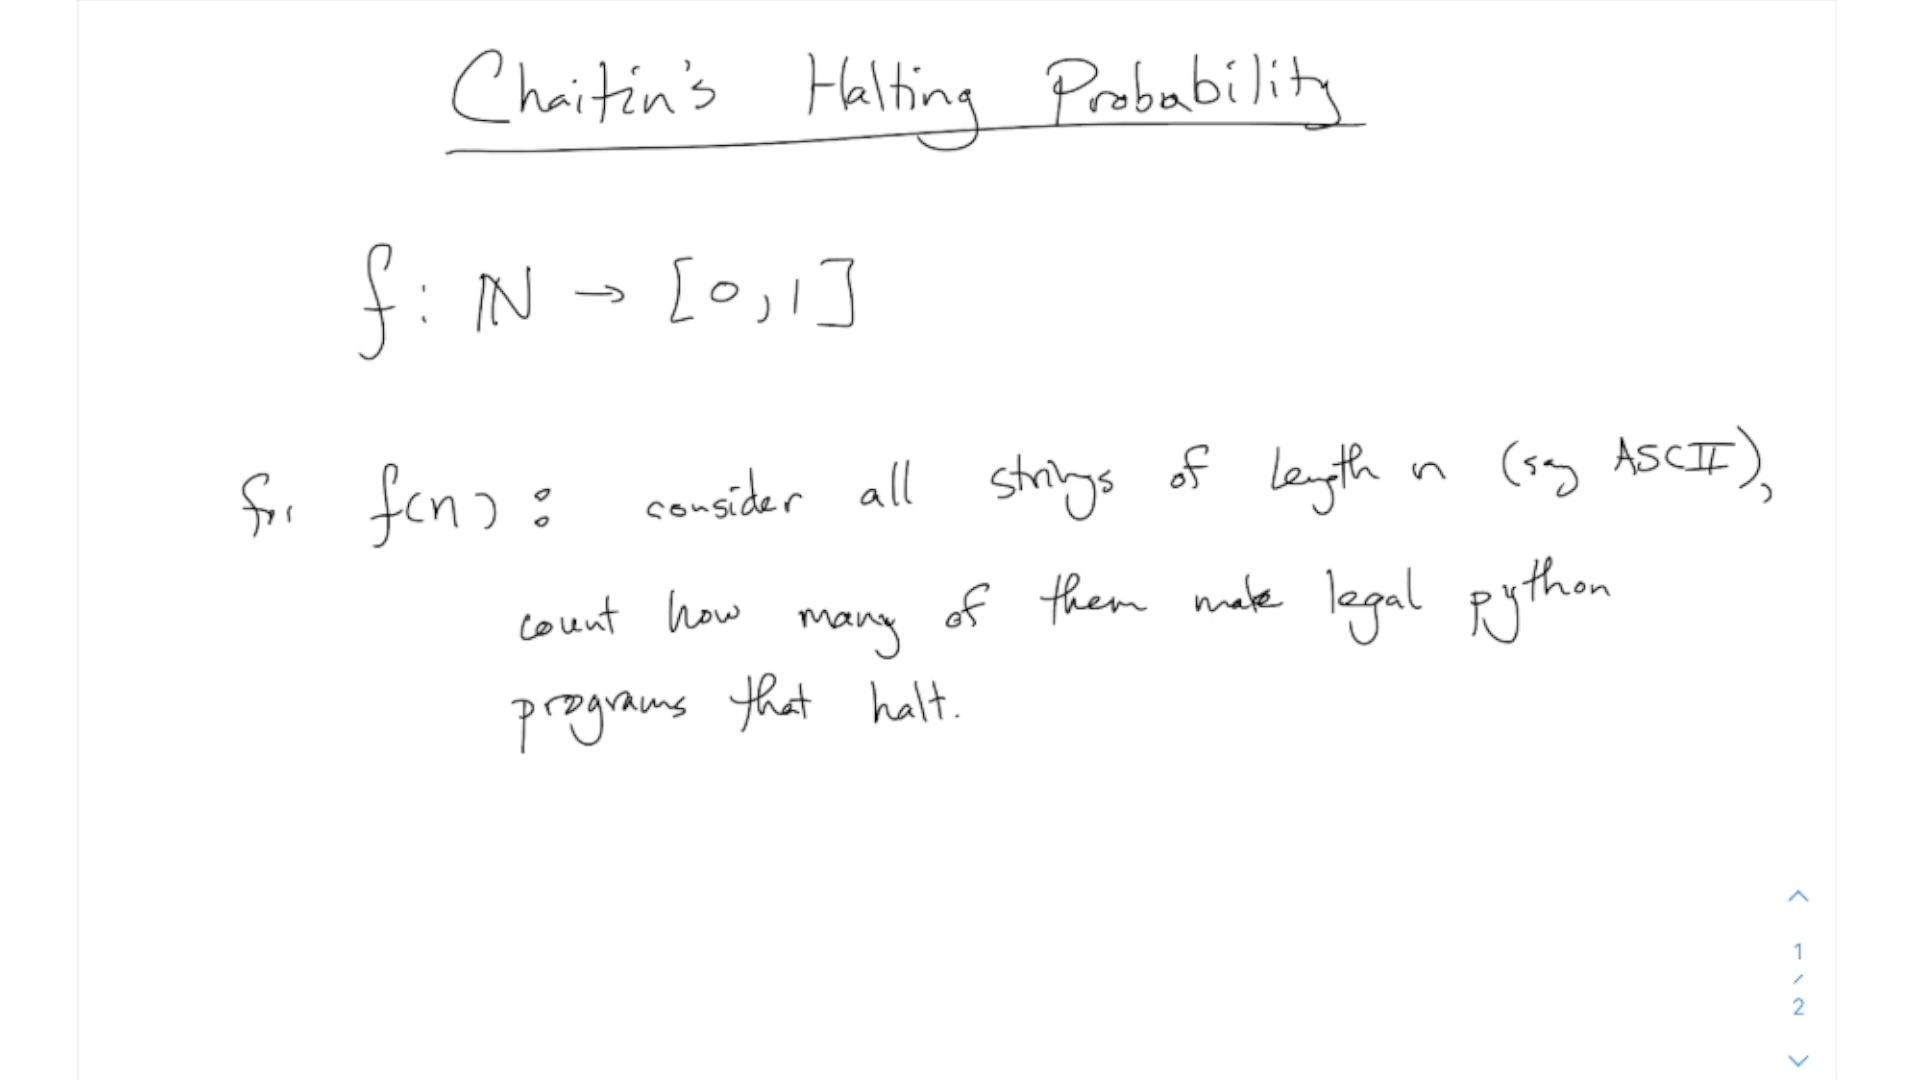 Chaitin's Halting Probability
f: ℕ → [0,1]
for f(n): consider all strings of length n (say ASCII),
count how many of them make legal python
programs that halt.
1
/
2